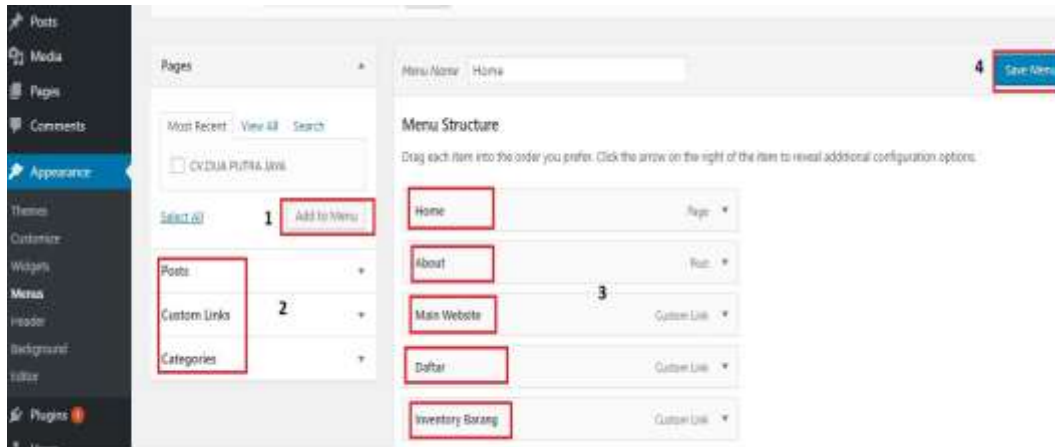 Posts
Media
Pages
Comments
Appearance
Themes
Customize
Widgets
Menus
Header
Background
Editor
Plugins 1
Pages
Most Recent View All Search
CV.DUA PUTRA JAYA
Select All 1 Add to Menu
Posts
Custom Links 2
Categories
Menu Name Home 4 Save Menu
Menu Structure
Drag each item into the order you prefer. Click the arrow on the right of the item to reveal additional configuration options.
Home Page
About Post
3
Main Website Custom Link
Daftar Custom Link
Inventory Barang Custom Link